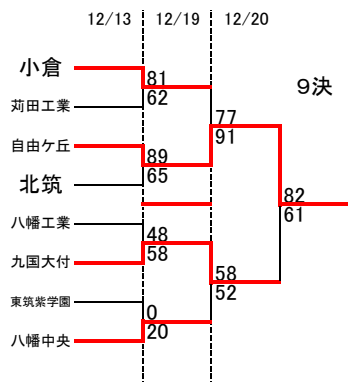 12/13 12/19 12/20
小倉
81
62
苅田工業
9決
77
91
自由ケ丘
89
65
北筑
82
61
八幡工業
48
58
九国大付
58
52
東筑紫学園
0
20
八幡中央